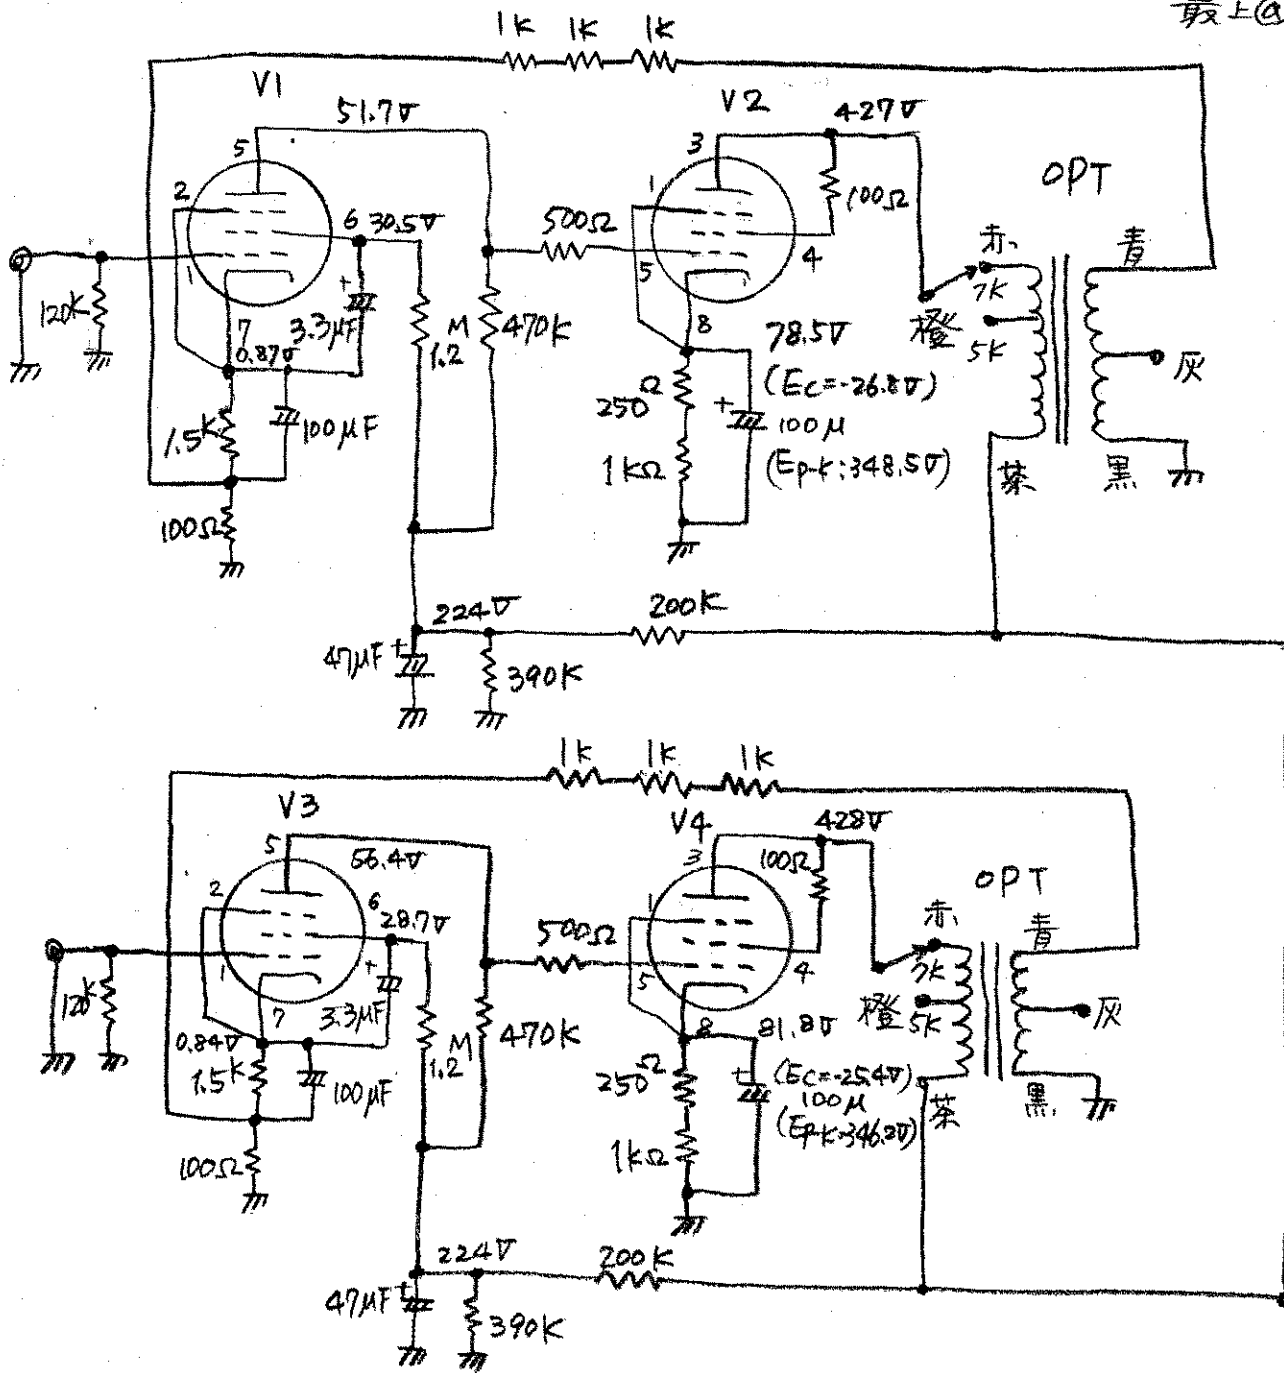 最上@
1K 1K 1K
V1
51.7V
V2
427V
OPT
5
2
6 30.5V
1
7
0.87V
120K
3.3μF
1.2 M
470K
500Ω
3
1
5
4
8
100Ω
赤
7K
橙
5K
茶
青
灰
黒
1.5K
100μF
100Ω
78.5V
(Ec=-26.8V)
100μ
(Ep-k:348.5V)
250Ω
1KΩ
224V
200K
47μF
390K
1K 1K 1K
V3
5
56.4V
V4
428V
OPT
2
6
28.7V
1
7
0.84V
120K
3.3μF
1.2 M
470K
500Ω
3
1
5
4
8
100Ω
赤
7K
橙
5K
茶
青
灰
黒
1.5K
100μF
100Ω
81.8V
(Ec=-25.4V)
100μ
(Ep-k:346.2V)
250Ω
1KΩ
224V
200K
47μF
390K